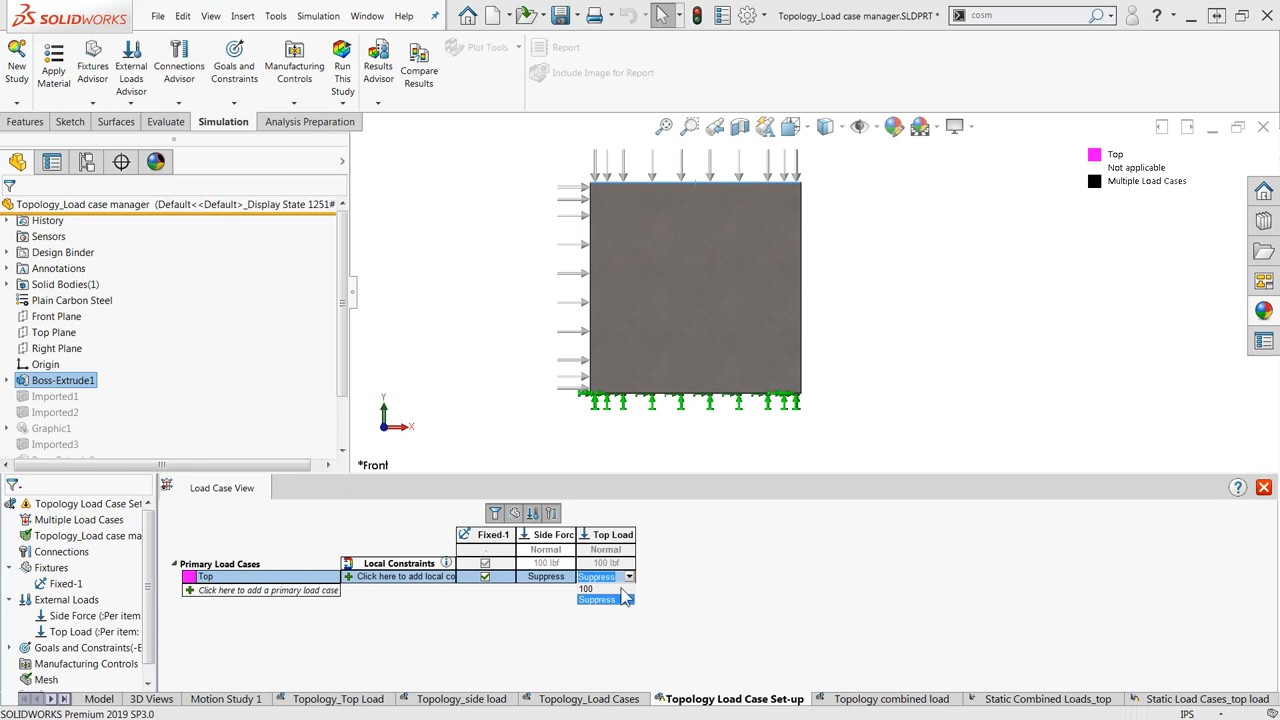 SOLIDWORKS File Edit View Insert Tools Simulation Window Help Topology_Load case manager.SLDPRT * cosm
New Study
Apply Material
Fixtures Advisor
External Loads Advisor
Connections Advisor
Goals and Constraints
Manufacturing Controls
Run This Study
Results Advisor
Compare Results
Plot Tools
Report
Include Image for Report
Features Sketch Surfaces Evaluate Simulation Analysis Preparation
Top
Not applicable
Multiple Load Cases
Topology_Load case manager (Default<<Default>_Display State 1251#
History
Sensors
Design Binder
Annotations
Solid Bodies(1)
Plain Carbon Steel
Front Plane
Top Plane
Right Plane
Origin
Boss-Extrude1
Imported1
Imported2
Graphic1
Imported3
Y
X
*Front
Load Case View
Topology Load Case Set
Multiple Load Cases
Topology_Load case ma
Connections
Fixtures
Fixed-1
External Loads
Side Force (:Per item:
Top Load (:Per item:
Goals and Constraints(-E
Manufacturing Controls
Mesh
Fixed-1 Side Forc Top Load
- Normal Normal
Primary Load Cases Local Constraints 100 lbf 100 lbf
Top Click here to add local co Suppress Suppress
Click here to add a primary load case 100
Suppress
Model 3D Views Motion Study 1 Topology_Top Load Topology_side load Topology_Load Cases Topology Load Case Set-up Topology combined load Static Combined Loads_top Static Load Cases_top load
SOLIDWORKS Premium 2019 SP3.0 IPS